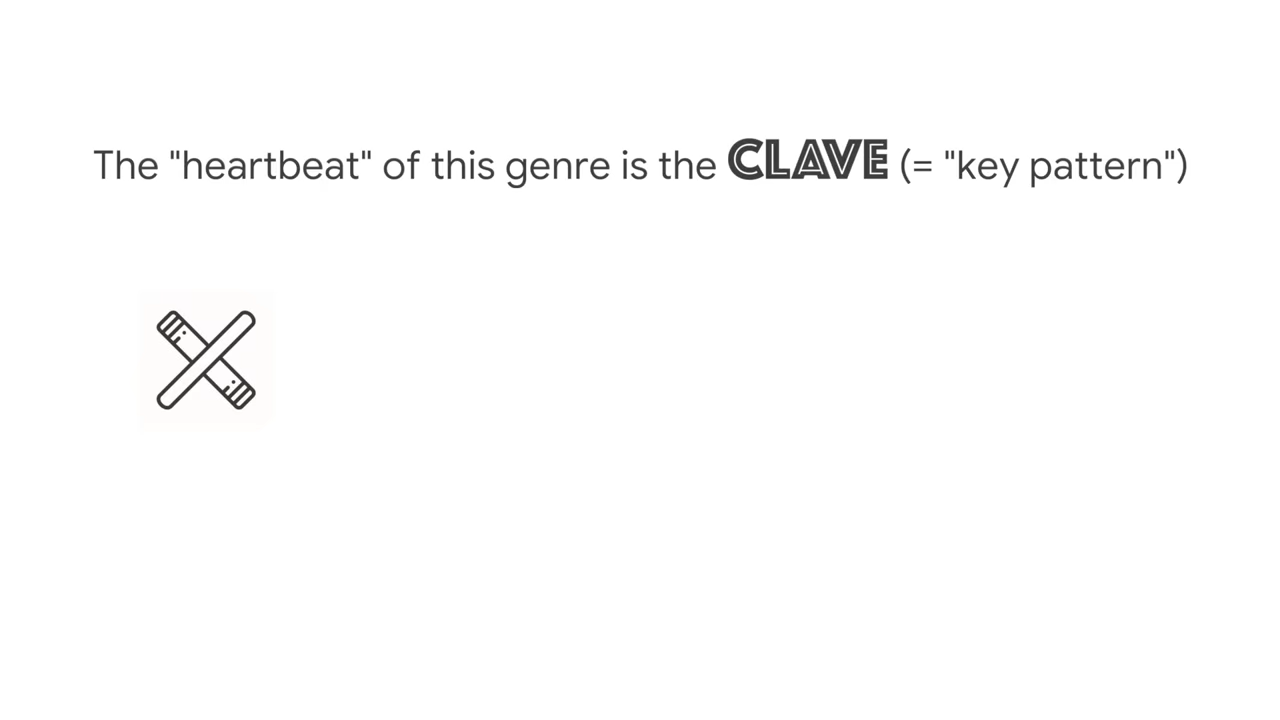 The "heartbeat" of this genre is the CLAVE (= "key pattern")